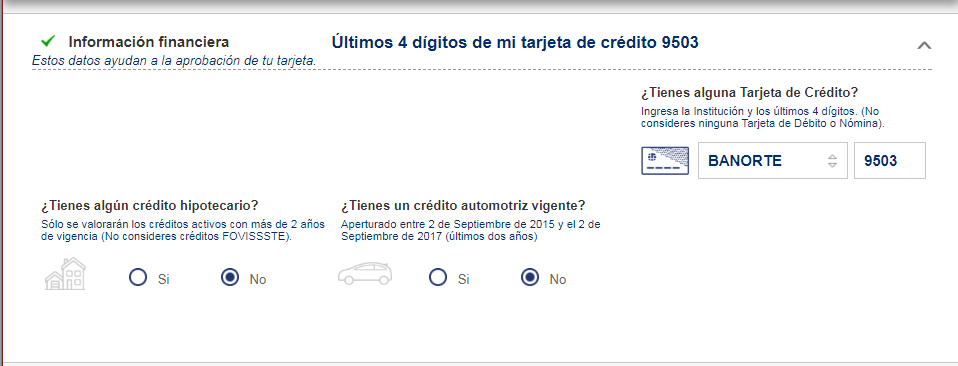 Información financiera
Últimos 4 dígitos de mi tarjeta de crédito 9503
Estos datos ayudan a la aprobación de tu tarjeta.
¿Tienes alguna Tarjeta de Crédito?
Ingresa la Institución y los últimos 4 dígitos. (No
consideres ninguna Tarjeta de Débito o Nómina).
BANORTE
9503
¿Tienes algún crédito hipotecario?
Sólo se valorarán los créditos activos con más de 2 años
de vigencia (No consideres créditos FOVISSSTE).
Si
No
¿Tienes un crédito automotriz vigente?
Aperturado entre 2 de Septiembre de 2015 y el 2 de
Septiembre de 2017 (últimos dos años)
Si
No